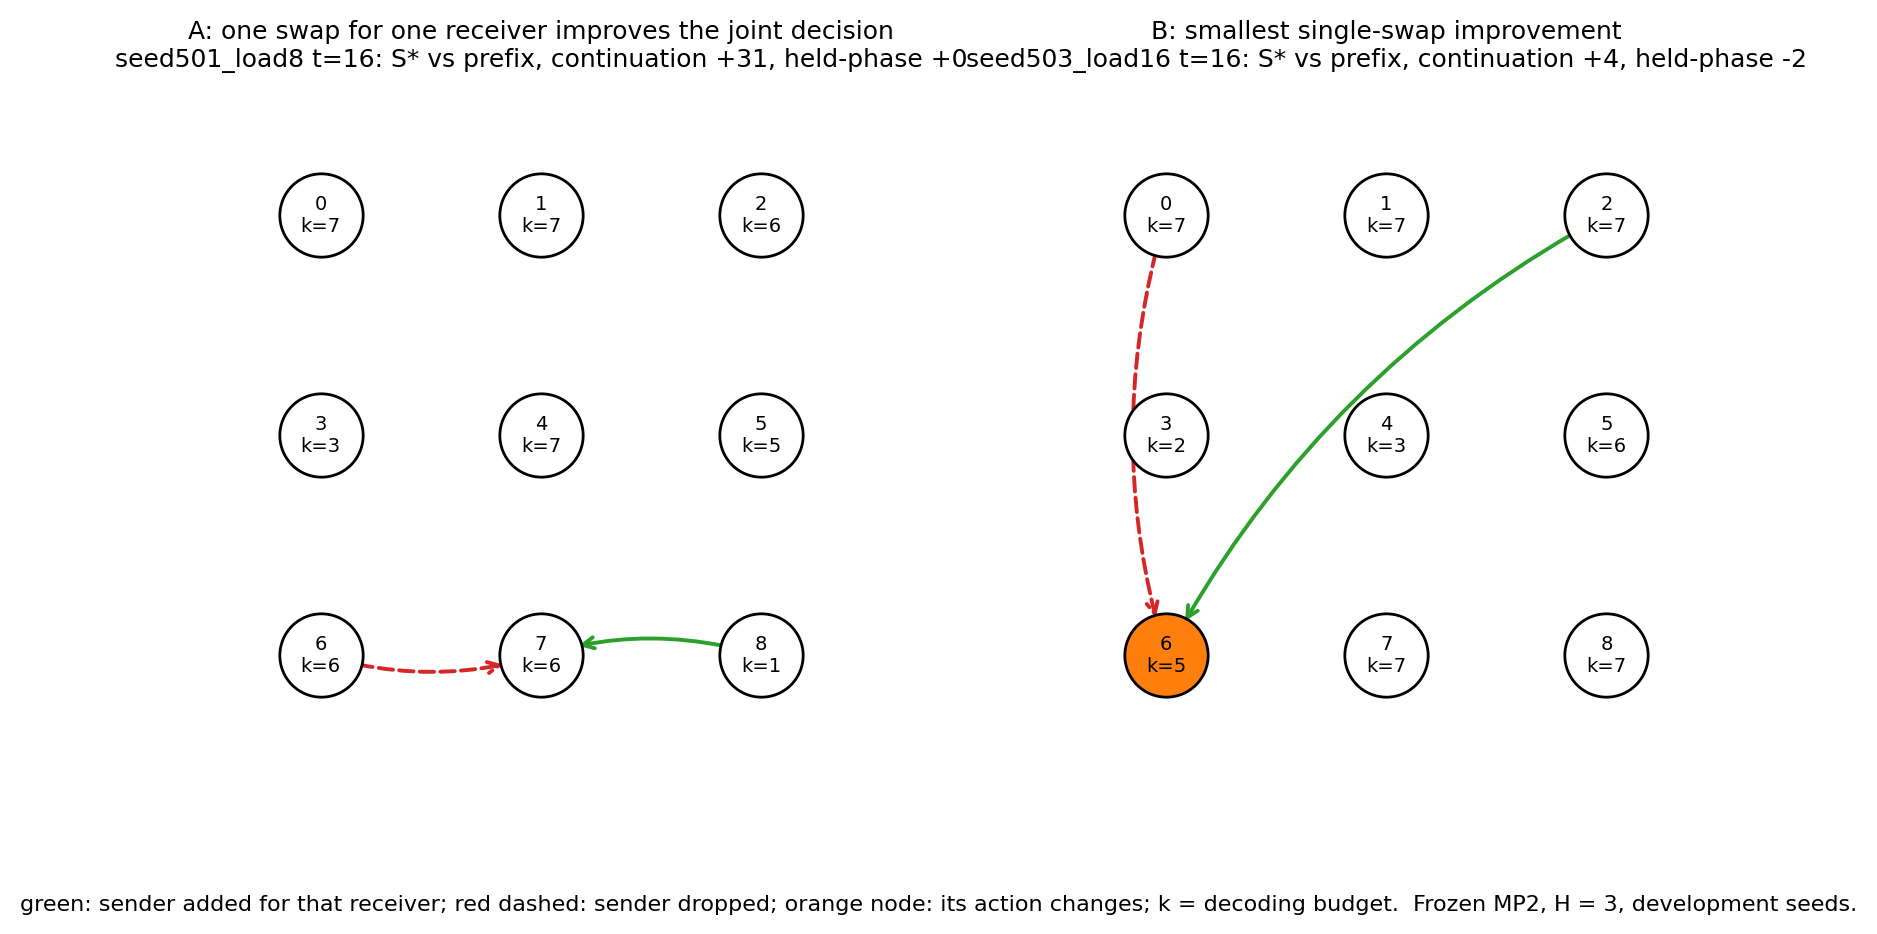 A: one swap for one receiver improves the joint decision
seed501_load8 t=16: S* vs prefix, continuation +31, held-phase +0
B: smallest single-swap improvement
seed503_load16 t=16: S* vs prefix, continuation +4, held-phase -2
0
k=7
1
k=7
2
k=6
3
k=3
4
k=7
5
k=5
6
k=6
7
k=6
8
k=1
0
k=7
1
k=7
2
k=7
3
k=2
4
k=3
5
k=6
6
k=5
7
k=7
8
k=7
green: sender added for that receiver; red dashed: sender dropped; orange node: its action changes; k = decoding budget.  Frozen MP2, H = 3, development seeds.